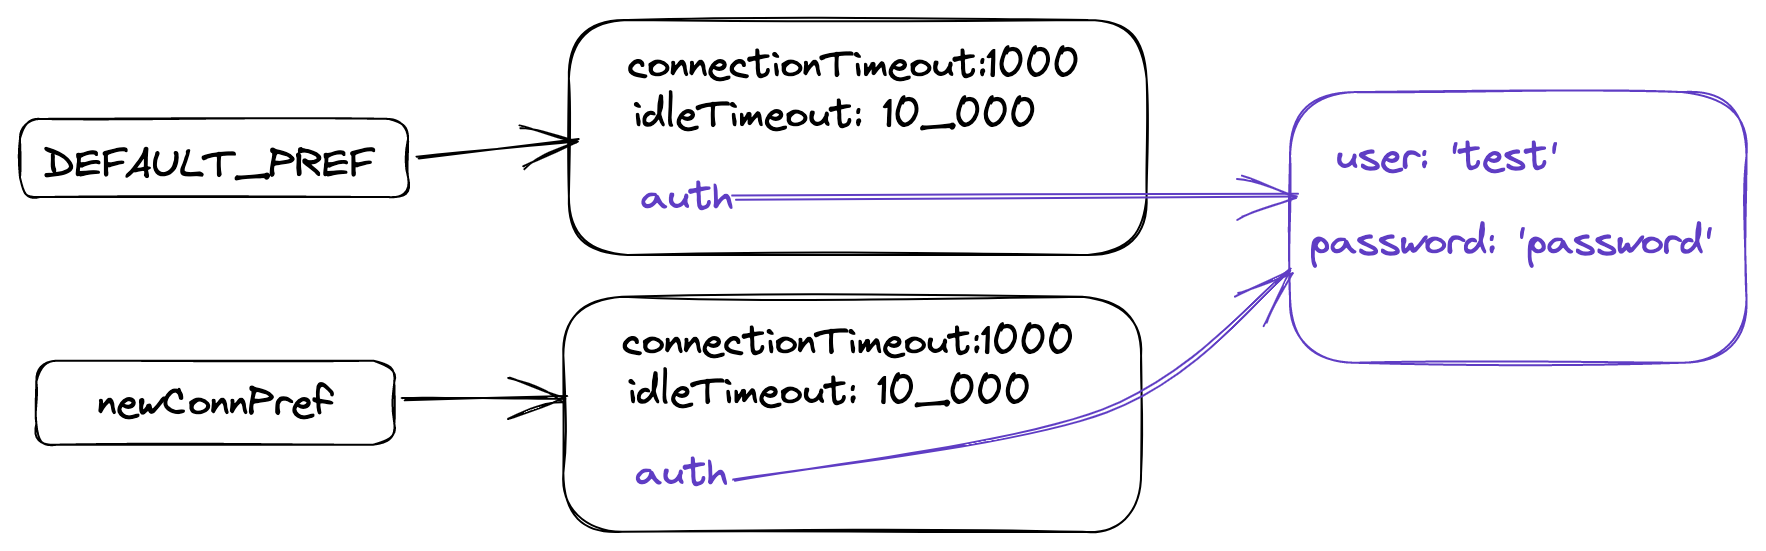 DEFAULT_PREF
connectionTimeout:1000
idleTimeout: 10_000
auth
user: 'test'
password: 'password'
newConnPref
connectionTimeout:1000
idleTimeout: 10_000
auth